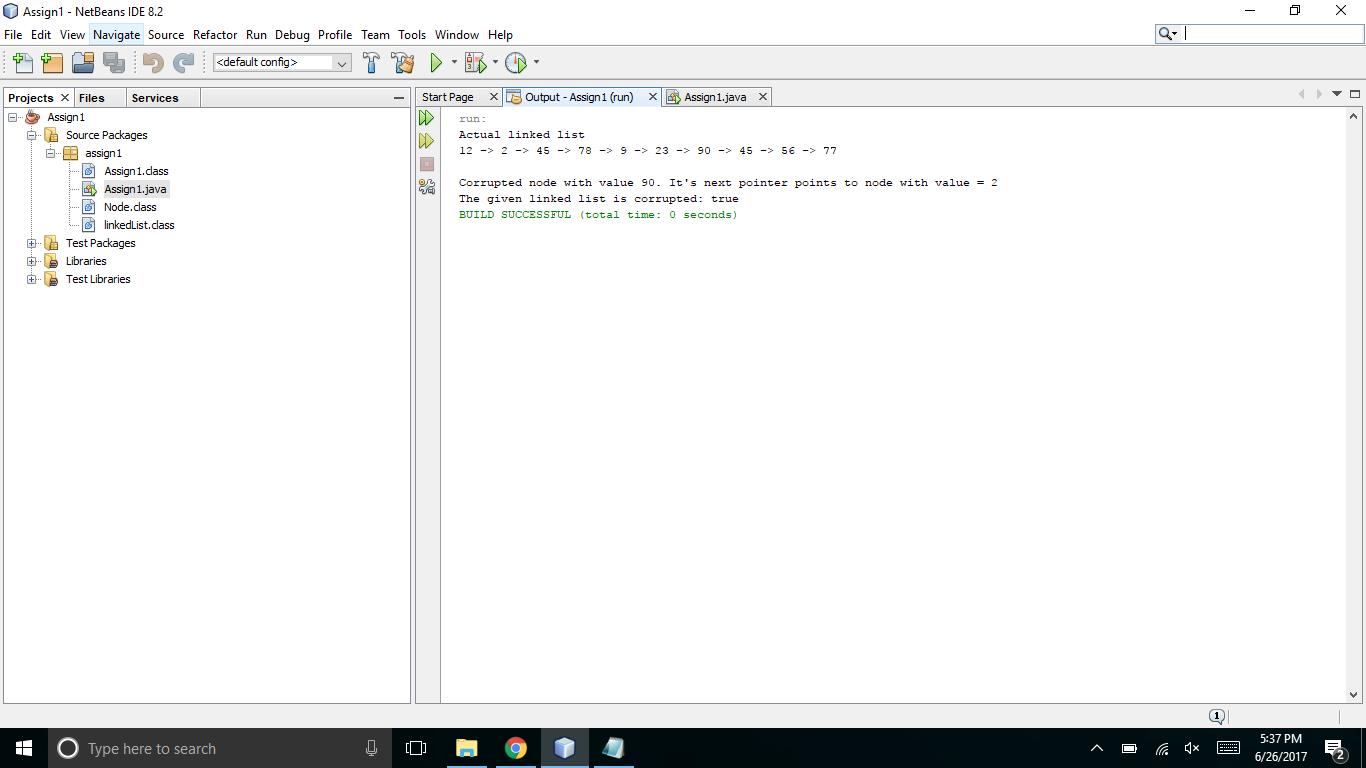 Assign1 - NetBeans IDE 8.2
File Edit View Navigate Source Refactor Run Debug Profile Team Tools Window Help
<default config>
Projects Files Services
Assign1
Source Packages
assign1
Assign1.class
Assign1.java
Node.class
linkedList.class
Test Packages
Libraries
Test Libraries
Start Page Output - Assign1 (run) Assign1.java
run:
Actual linked list
12 -> 2 -> 45 -> 78 -> 9 -> 23 -> 90 -> 45 -> 56 -> 77
Corrupted node with value 90. It's next pointer points to node with value = 2
The given linked list is corrupted: true
BUILD SUCCESSFUL (total time: 0 seconds)
1
Type here to search
5:37 PM
6/26/2017
2